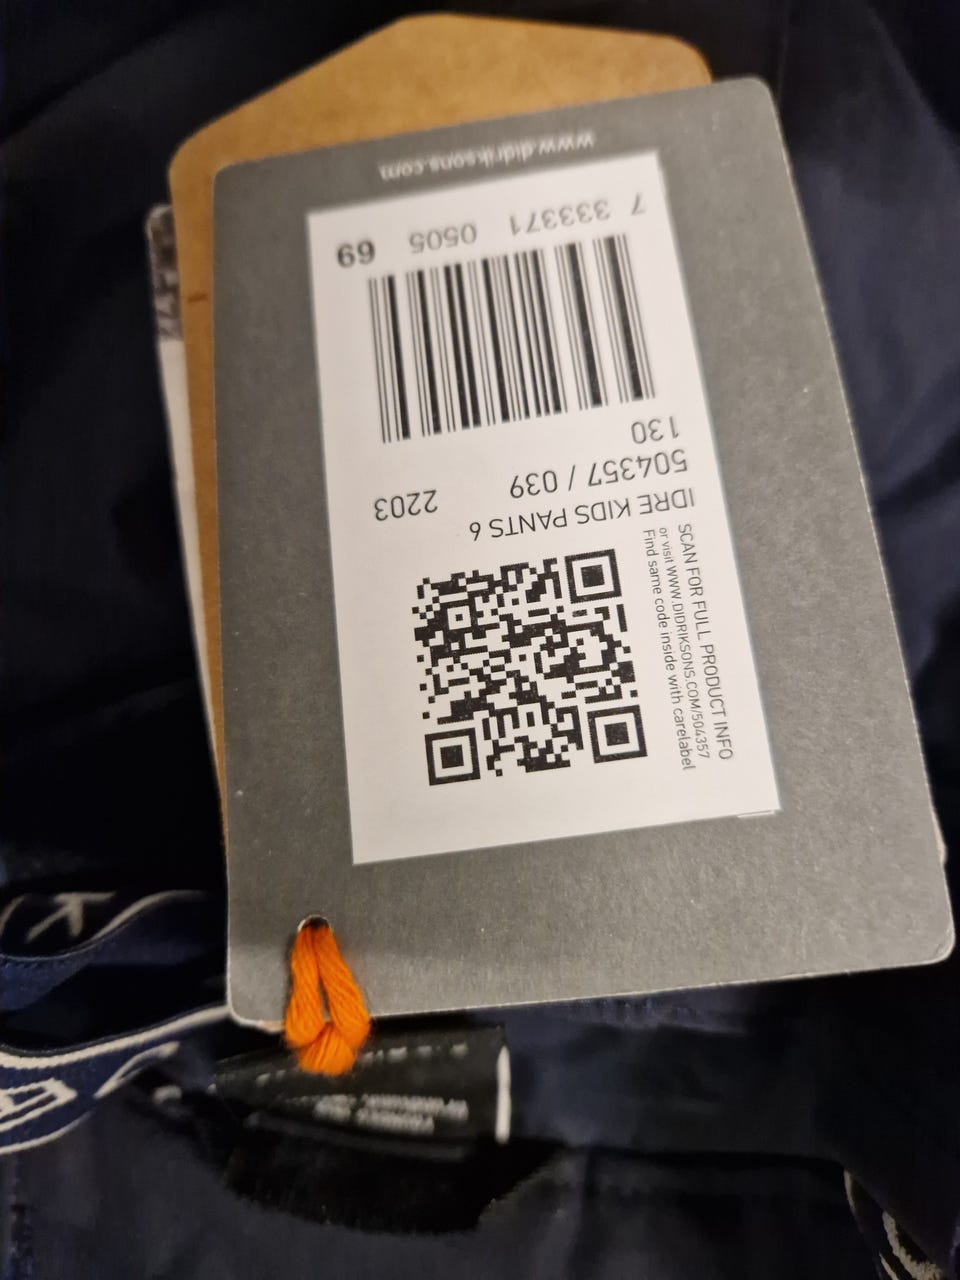 SCAN FOR FULL PRODUCT INFO
or visit WWW.DIDRIKSONS.COM/504357
Find same code inside with carelabel
IDRE KIDS PANTS 6
504357 / 039 2203
130
7 333371 0505 69
www.didriksons.com